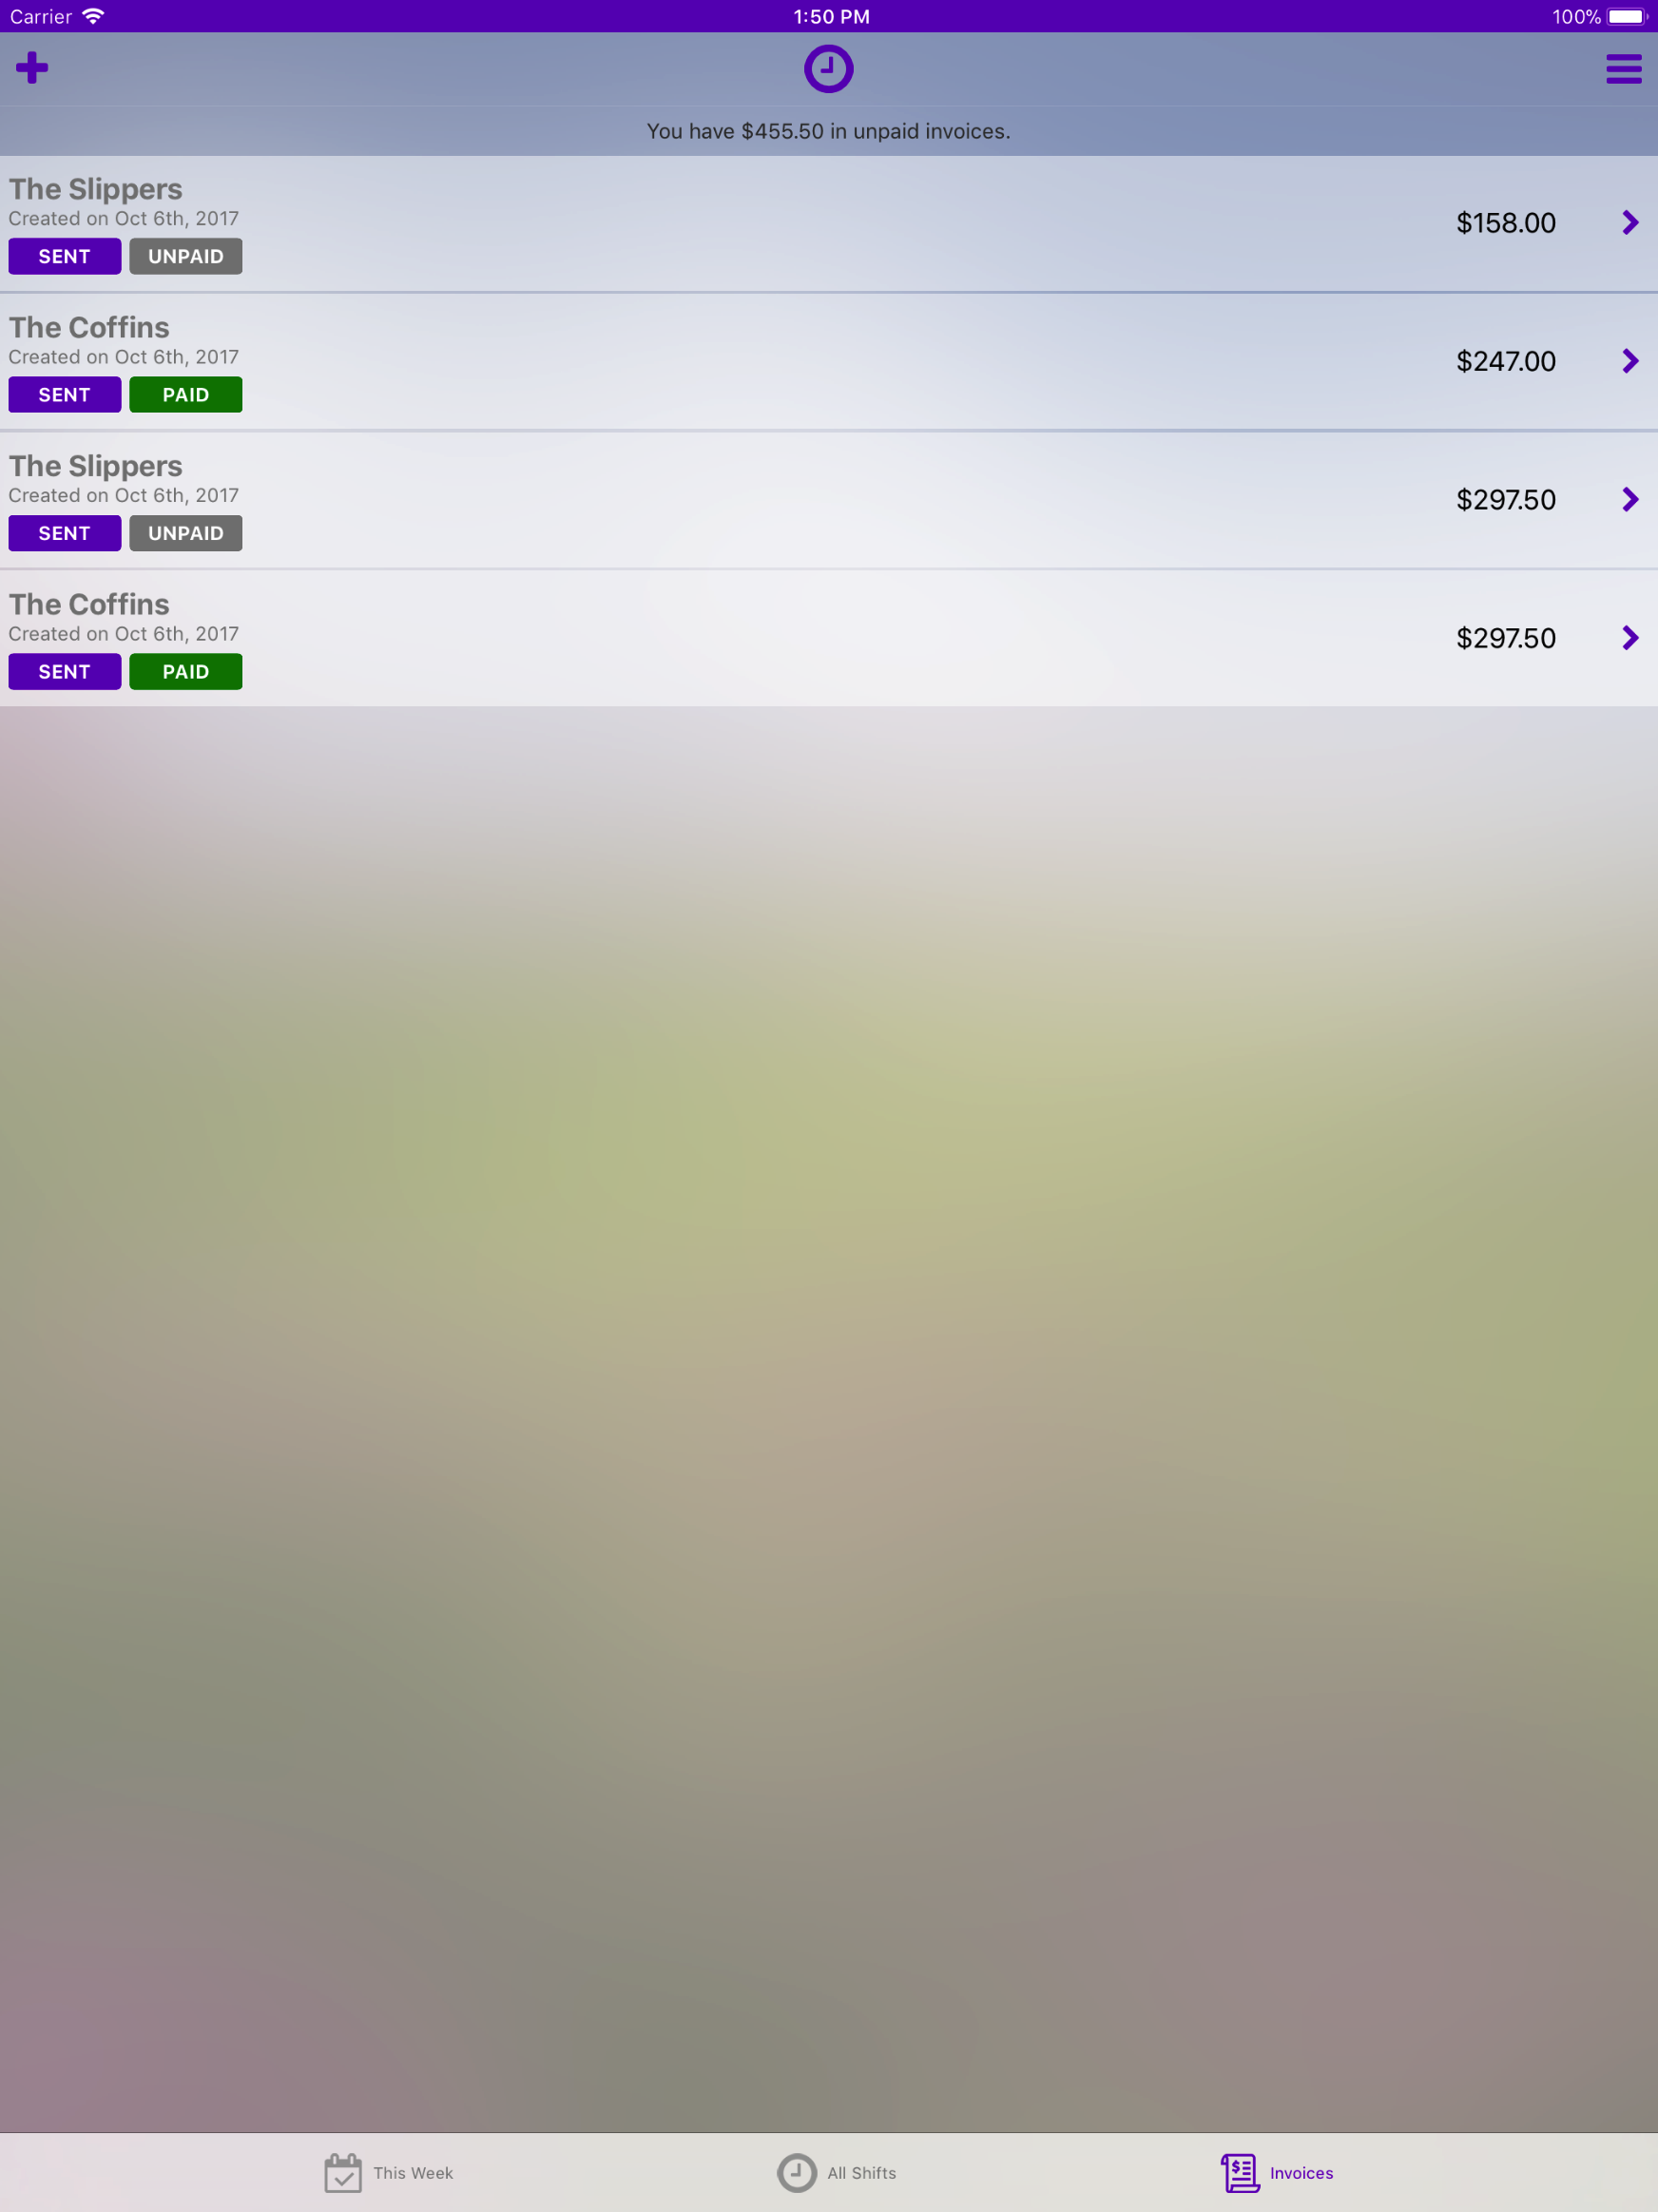 Carrier 1:50 PM 100%
You have $455.50 in unpaid invoices.
The Slippers
Created on Oct 6th, 2017
SENT UNPAID
$158.00
The Coffins
Created on Oct 6th, 2017
SENT PAID
$247.00
The Slippers
Created on Oct 6th, 2017
SENT UNPAID
$297.50
The Coffins
Created on Oct 6th, 2017
SENT PAID
$297.50
This Week All Shifts Invoices